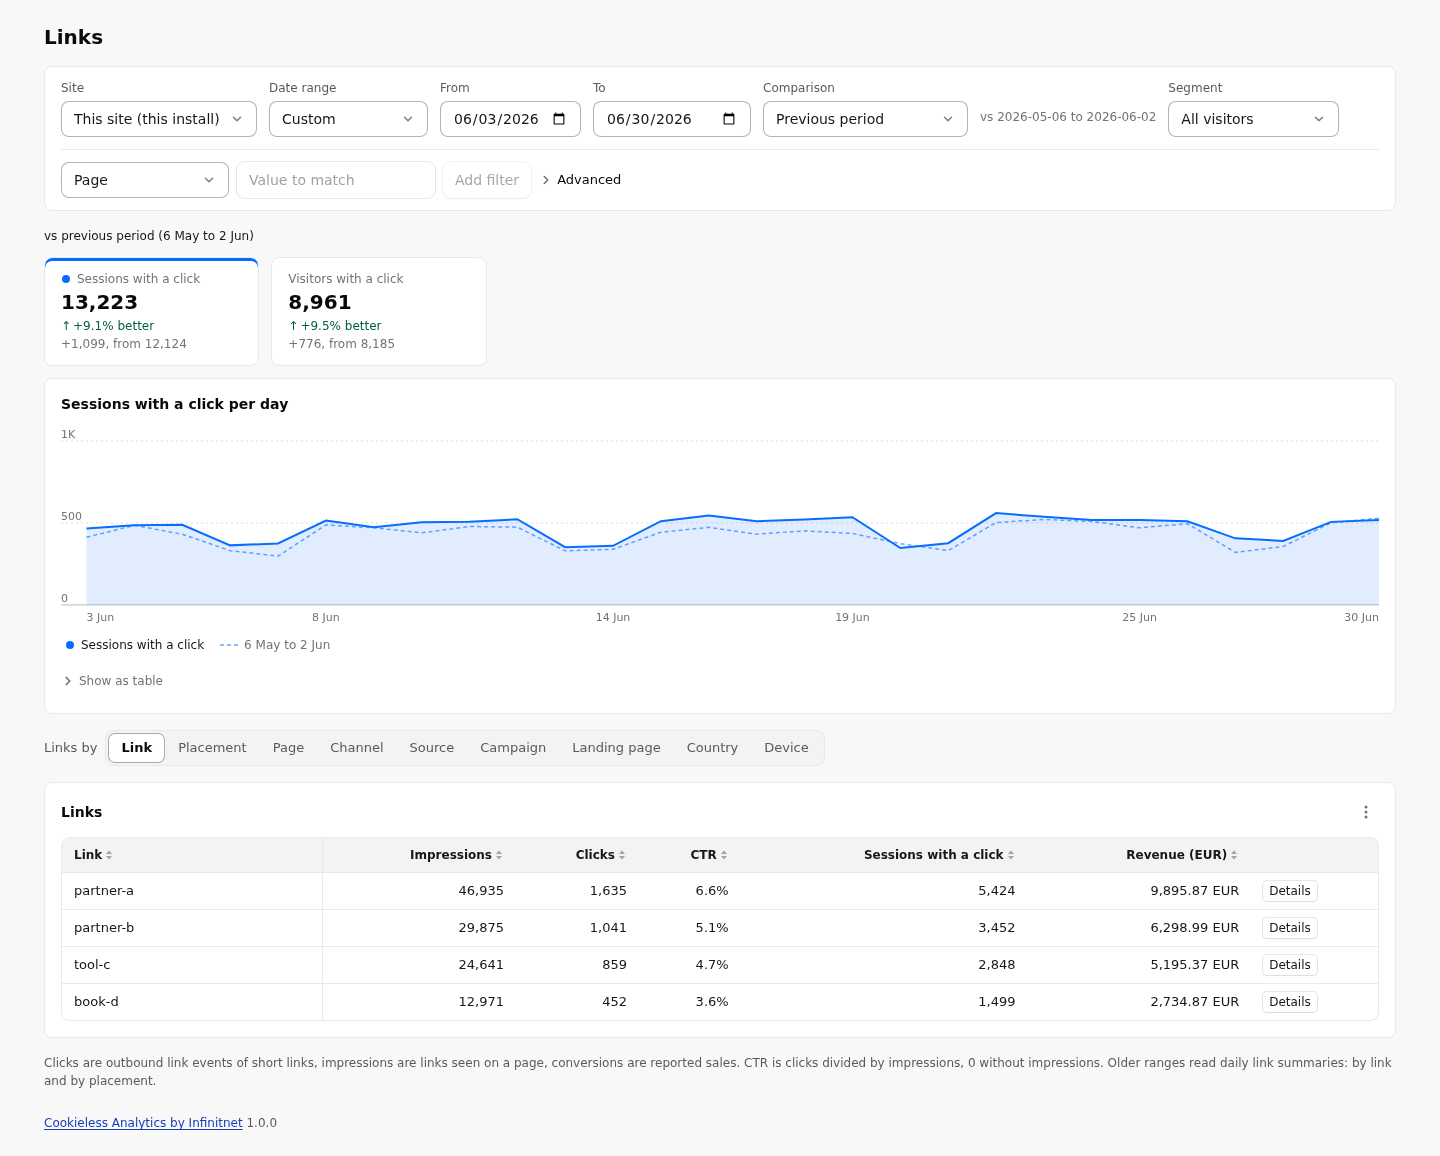 Links
Site
Date range
From
To
Comparison
Segment
This site (this install)
Custom
06/03/2026
06/30/2026
Previous period
vs 2026-05-06 to 2026-06-02
All visitors
Page
Value to match
Add filter
Advanced
vs previous period (6 May to 2 Jun)
Sessions with a click
13,223
↑ +9.1% better
+1,099, from 12,124
Visitors with a click
8,961
↑ +9.5% better
+776, from 8,185
Sessions with a click per day
1K
500
0
3 Jun 8 Jun 14 Jun 19 Jun 25 Jun 30 Jun
Sessions with a click 6 May to 2 Jun
Show as table
Links by Link Placement Page Channel Source Campaign Landing page Country Device
Links
Link Impressions Clicks CTR Sessions with a click Revenue (EUR)
partner-a 46,935 1,635 6.6% 5,424 9,895.87 EUR Details
partner-b 29,875 1,041 5.1% 3,452 6,298.99 EUR Details
tool-c 24,641 859 4.7% 2,848 5,195.37 EUR Details
book-d 12,971 452 3.6% 1,499 2,734.87 EUR Details
Clicks are outbound link events of short links, impressions are links seen on a page, conversions are reported sales. CTR is clicks divided by impressions, 0 without impressions. Older ranges read daily link summaries: by link
and by placement.
Cookieless Analytics by Infinitnet 1.0.0